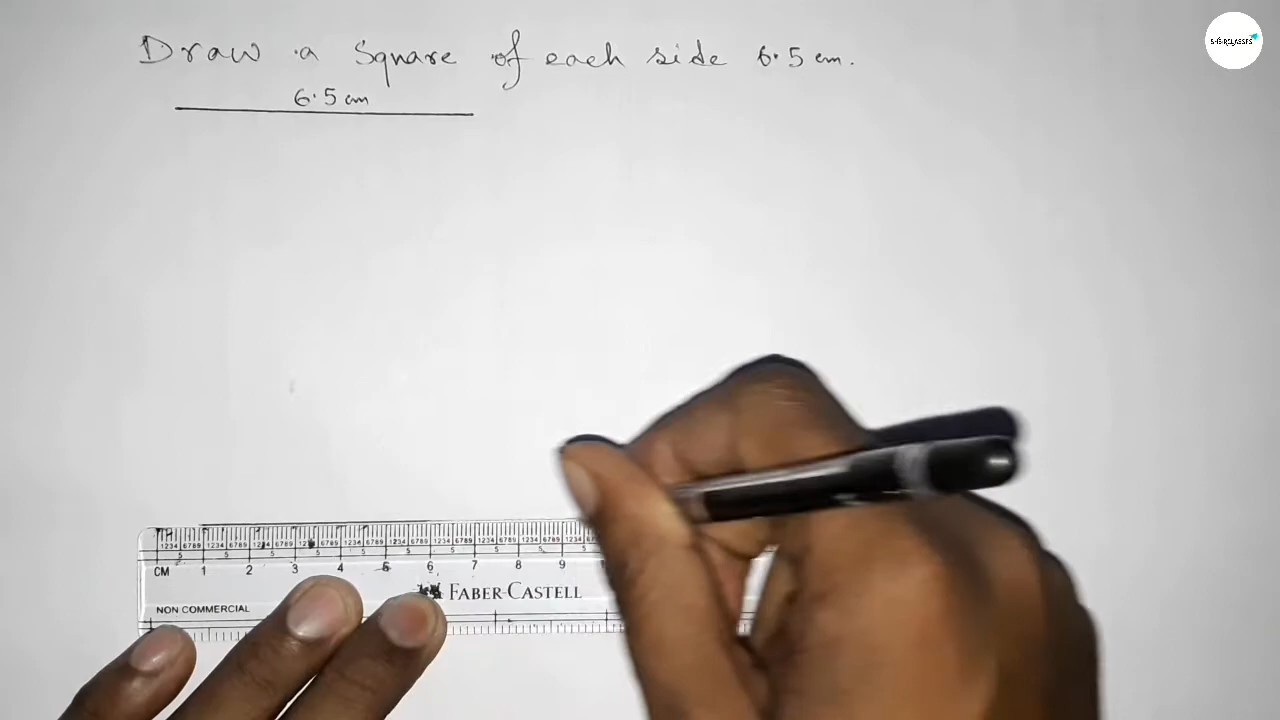 Draw a Square of each side 6.5 cm.
6.5 cm
SHSIRCLASSES
CM 1 2 3 4 5 6 7 8 9
FABER-CASTELL
NON COMMERCIAL